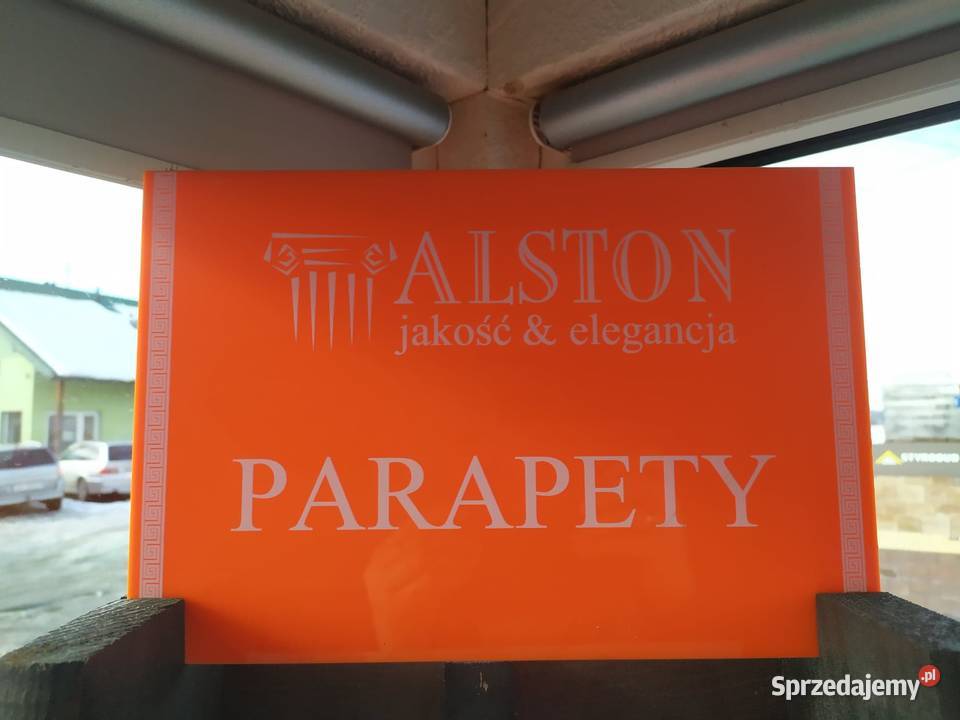 ALSTON
jakość & elegancja
PARAPETY
Sprzedajemy.pl